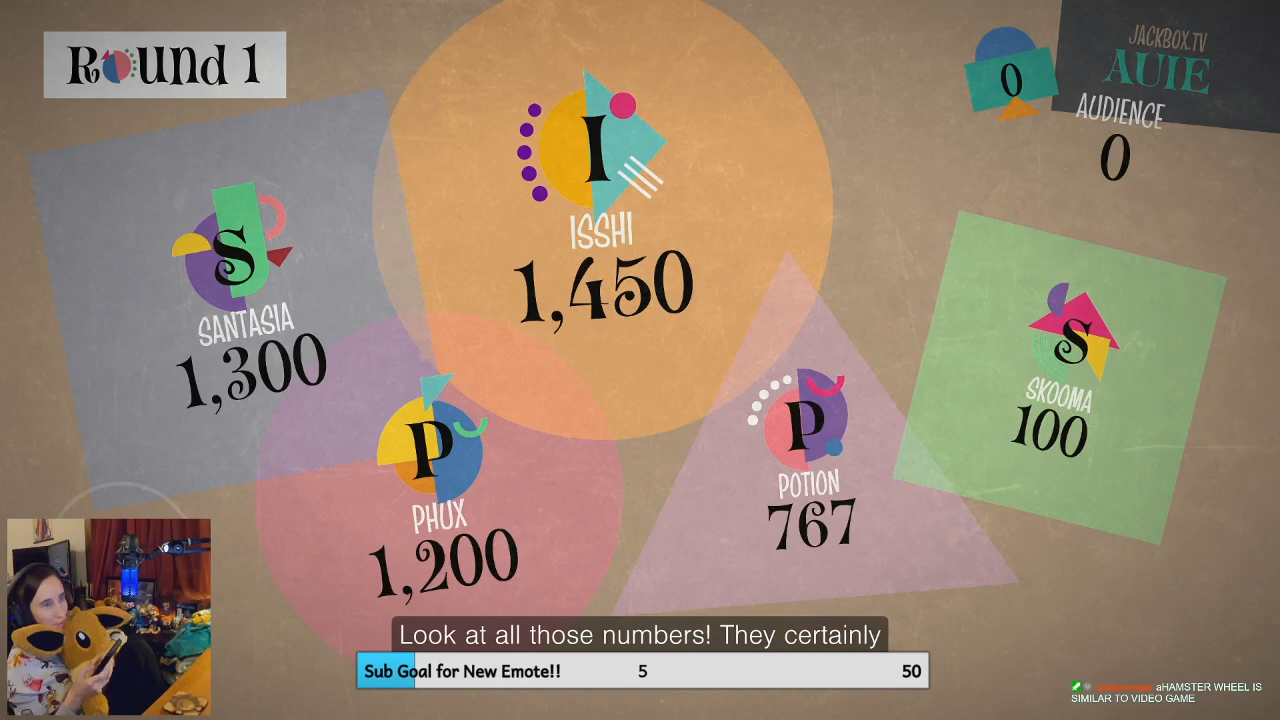 Round 1
JACKBOX.TV
AUIE
0
AUDIENCE
0
I
ISSHI
1,450
S
SANTASIA
1,300
S
SKOOMA
100
P
PHUX
1,200
P
POTION
767
Look at all those numbers! They certainly
Sub Goal for New Emote!! 5 50
aHAMSTER WHEEL IS
SIMILAR TO VIDEO GAME